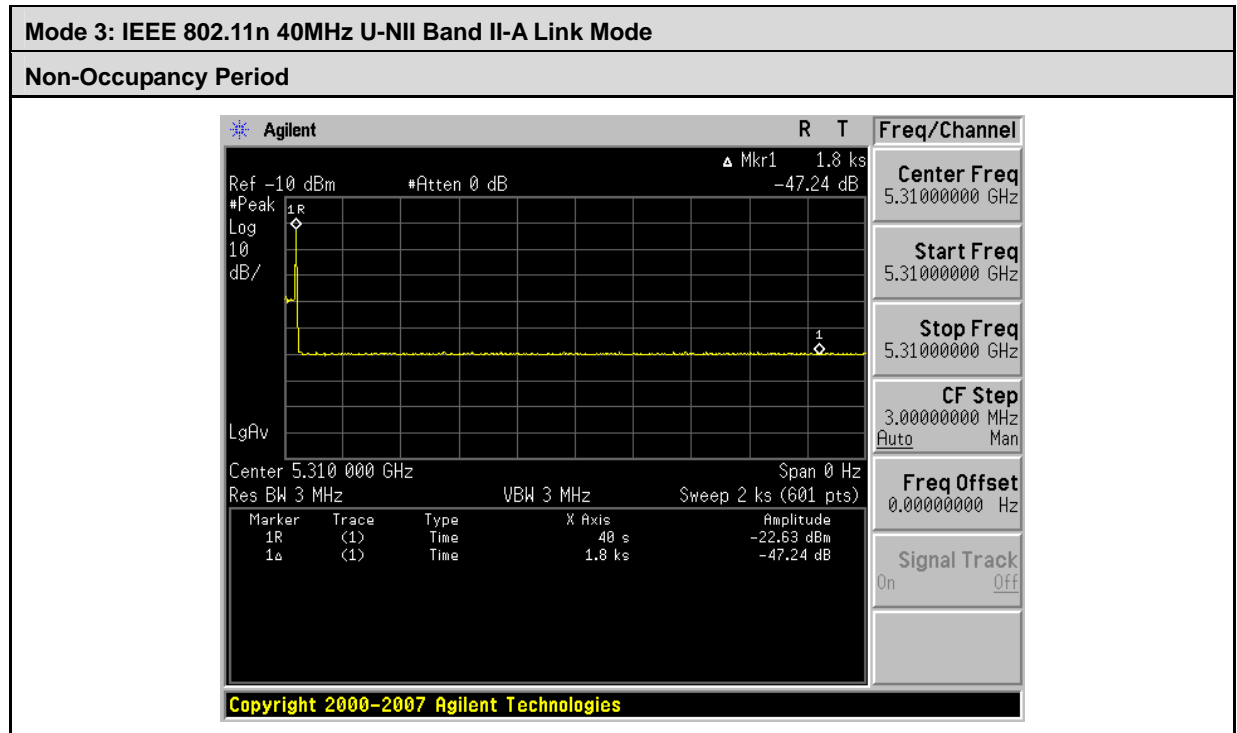 Mode 3: IEEE 802.11n 40MHz U-NII Band II-A Link Mode
Non-Occupancy Period
Agilent R T Freq/Channel
Δ Mkr1 1.8 ks
Ref -10 dBm #Atten 0 dB -47.24 dB
#Peak
Log
10
dB/
1R
1
LgAv
Center 5.310 000 GHz Span 0 Hz
Res BW 3 MHz VBW 3 MHz Sweep 2 ks (601 pts)
Marker Trace Type X Axis Amplitude
1R (1) Time 40 s -22.63 dBm
1Δ (1) Time 1.8 ks -47.24 dB
Center Freq
5.31000000 GHz
Start Freq
5.31000000 GHz
Stop Freq
5.31000000 GHz
CF Step
3.00000000 MHz
Auto Man
Freq Offset
0.00000000 Hz
Signal Track
On Off
Copyright 2000-2007 Agilent Technologies